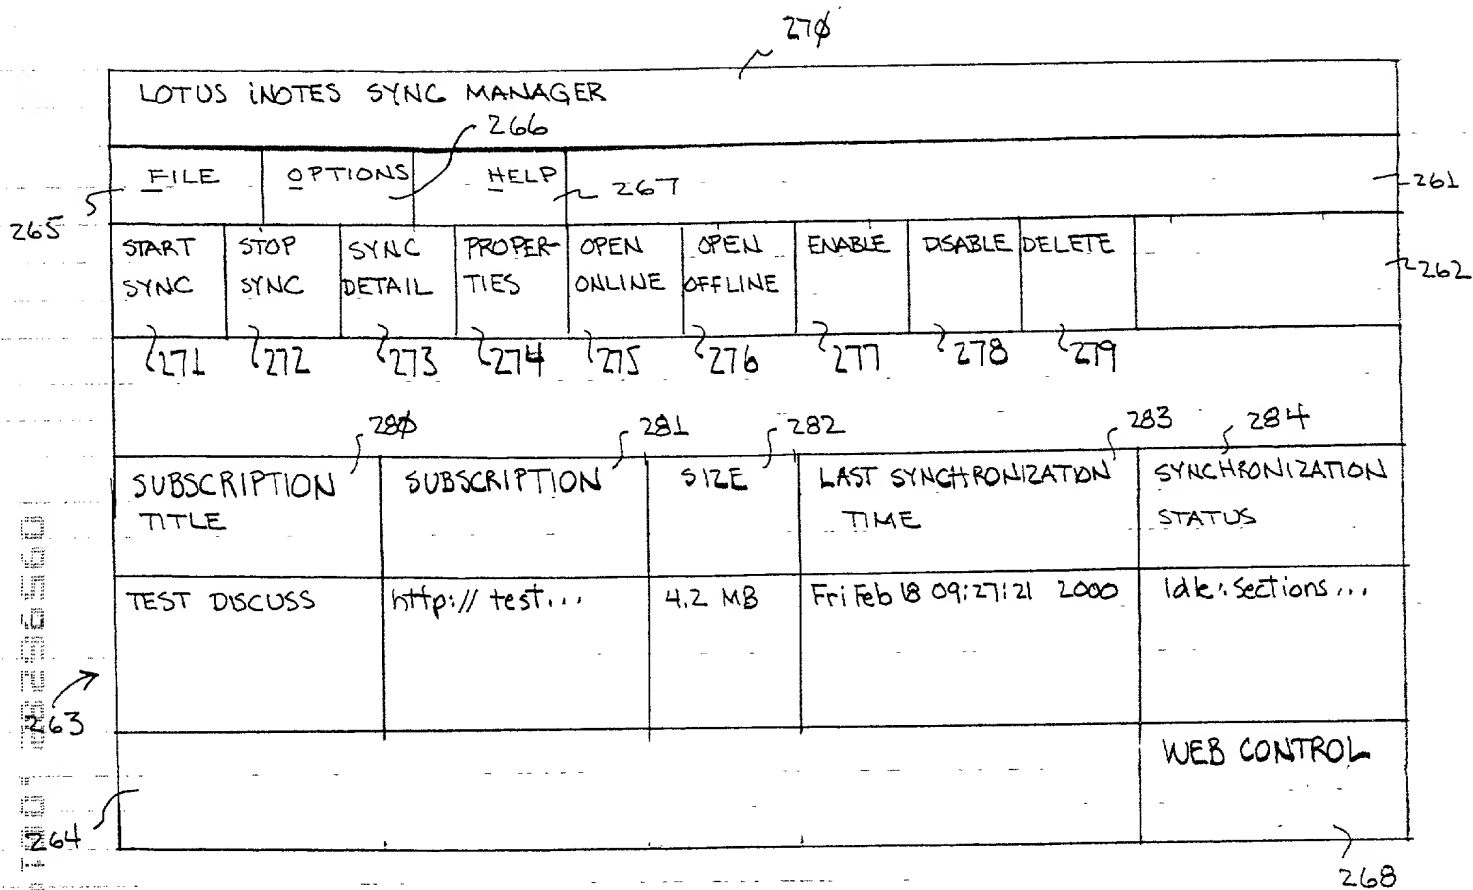 270
LOTUS iNOTES SYNC MANAGER
266
FILE OPTIONS HELP
267
261
265
START SYNC
STOP SYNC
SYNC DETAIL
PROPER-
TIES
OPEN ONLINE
OPEN OFFLINE
ENABLE
DISABLE
DELETE
262
271 272 273 274 275 276 277 278 279
280 281 282 283 284
SUBSCRIPTION TITLE
SUBSCRIPTION
SIZE
LAST SYNCHRONIZATION TIME
SYNCHRONIZATION STATUS
TEST DISCUSS
http://test...
4.2 MB
Fri Feb 18 09:27:21 2000
Idle: Sections...
263
WEB CONTROL
264
268